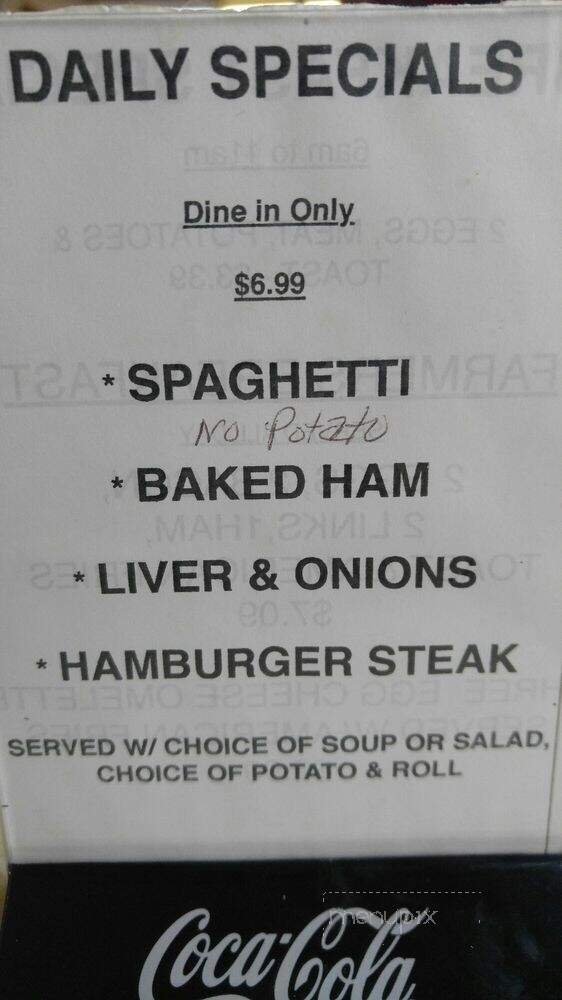 DAILY SPECIALS
Dine in Only
$6.99
* SPAGHETTI
No Potato
* BAKED HAM
* LIVER & ONIONS
* HAMBURGER STEAK
SERVED W/ CHOICE OF SOUP OR SALAD,
CHOICE OF POTATO & ROLL
menupix
Coca-Cola